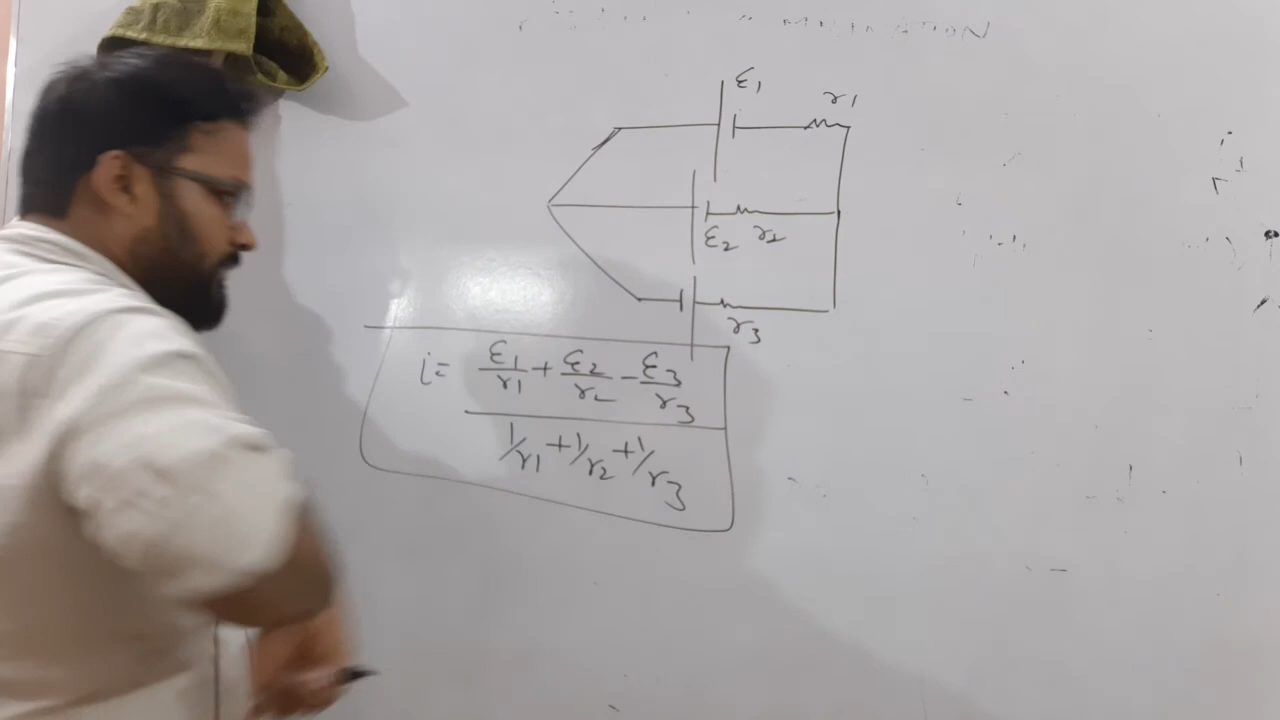 ε1
r1
ε2 r2
r3
i = ε1/r1 + ε2/r2 - ε3/r3
1/r1 + 1/r2 + 1/r3